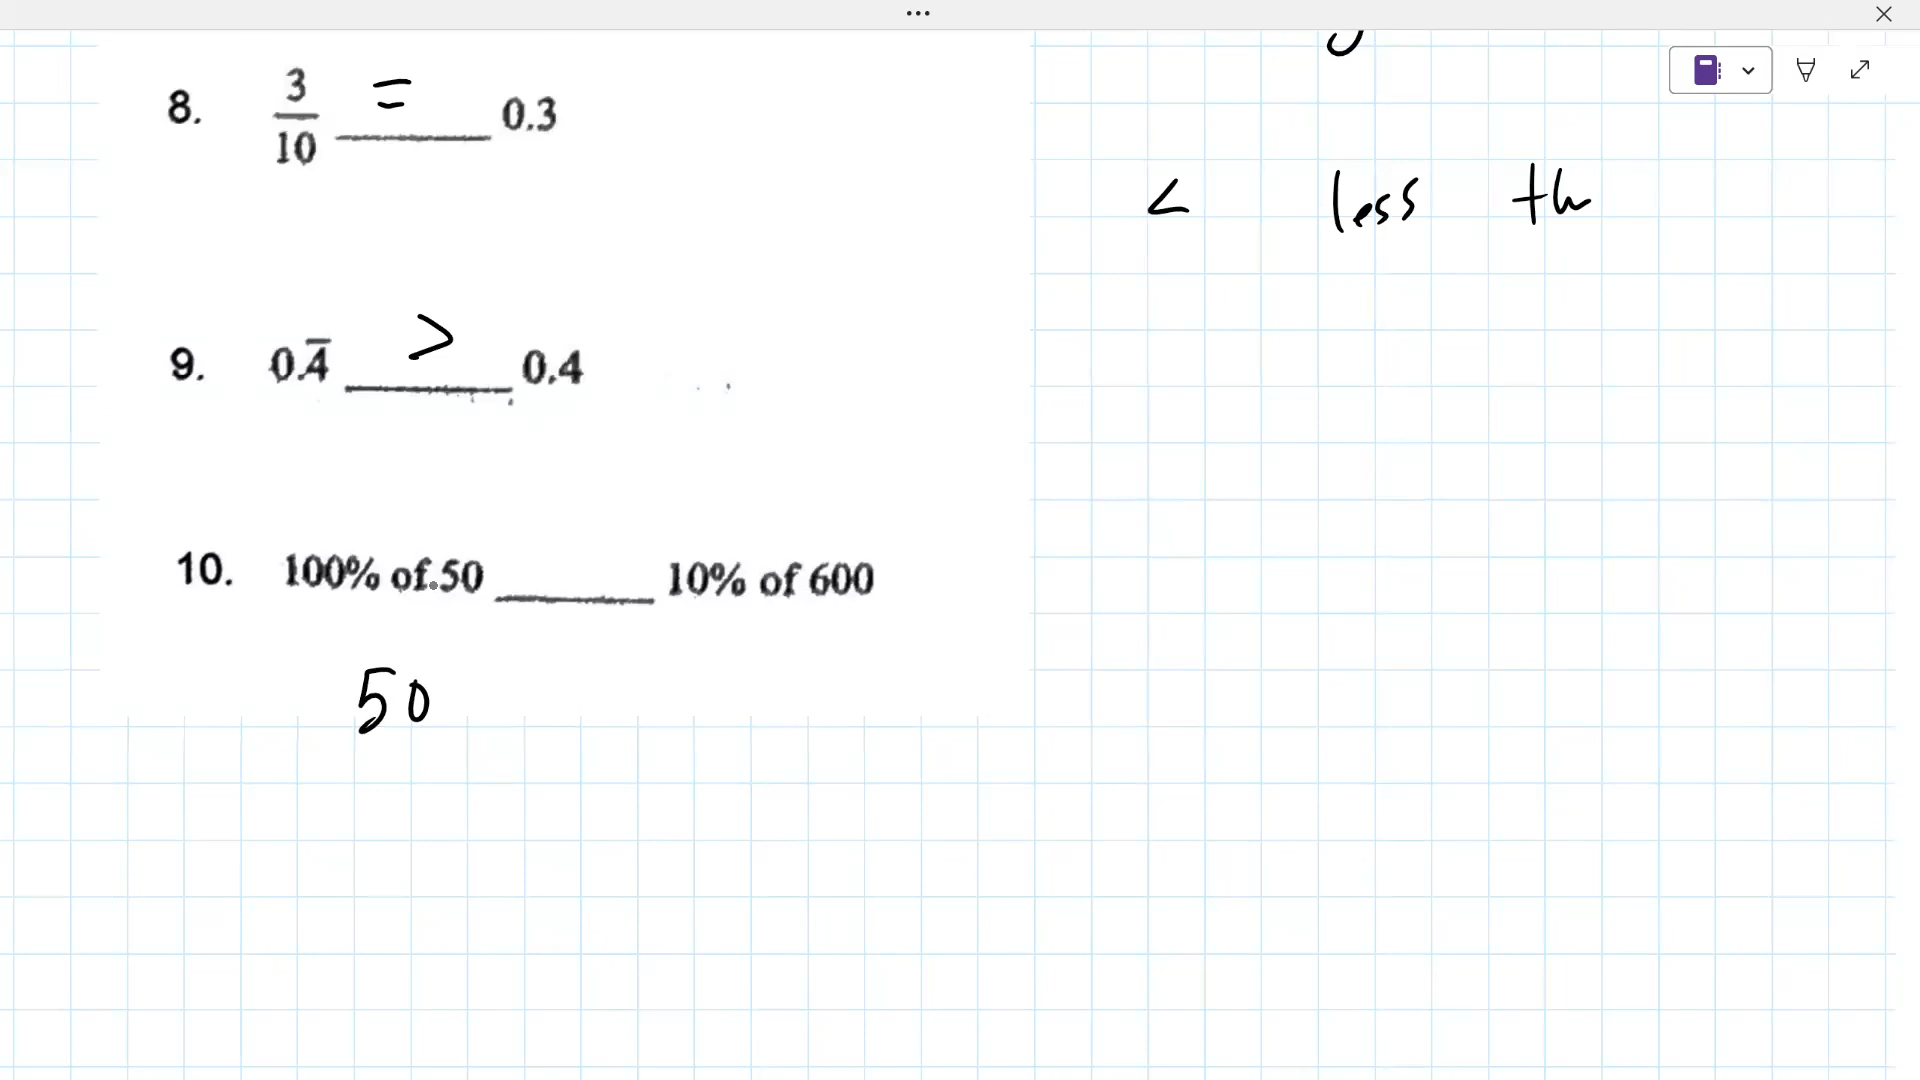 8. 3/10 = 0.3
< less th
9. 0.4̅ > 0.4
10. 100% of 50 ______ 10% of 600
50